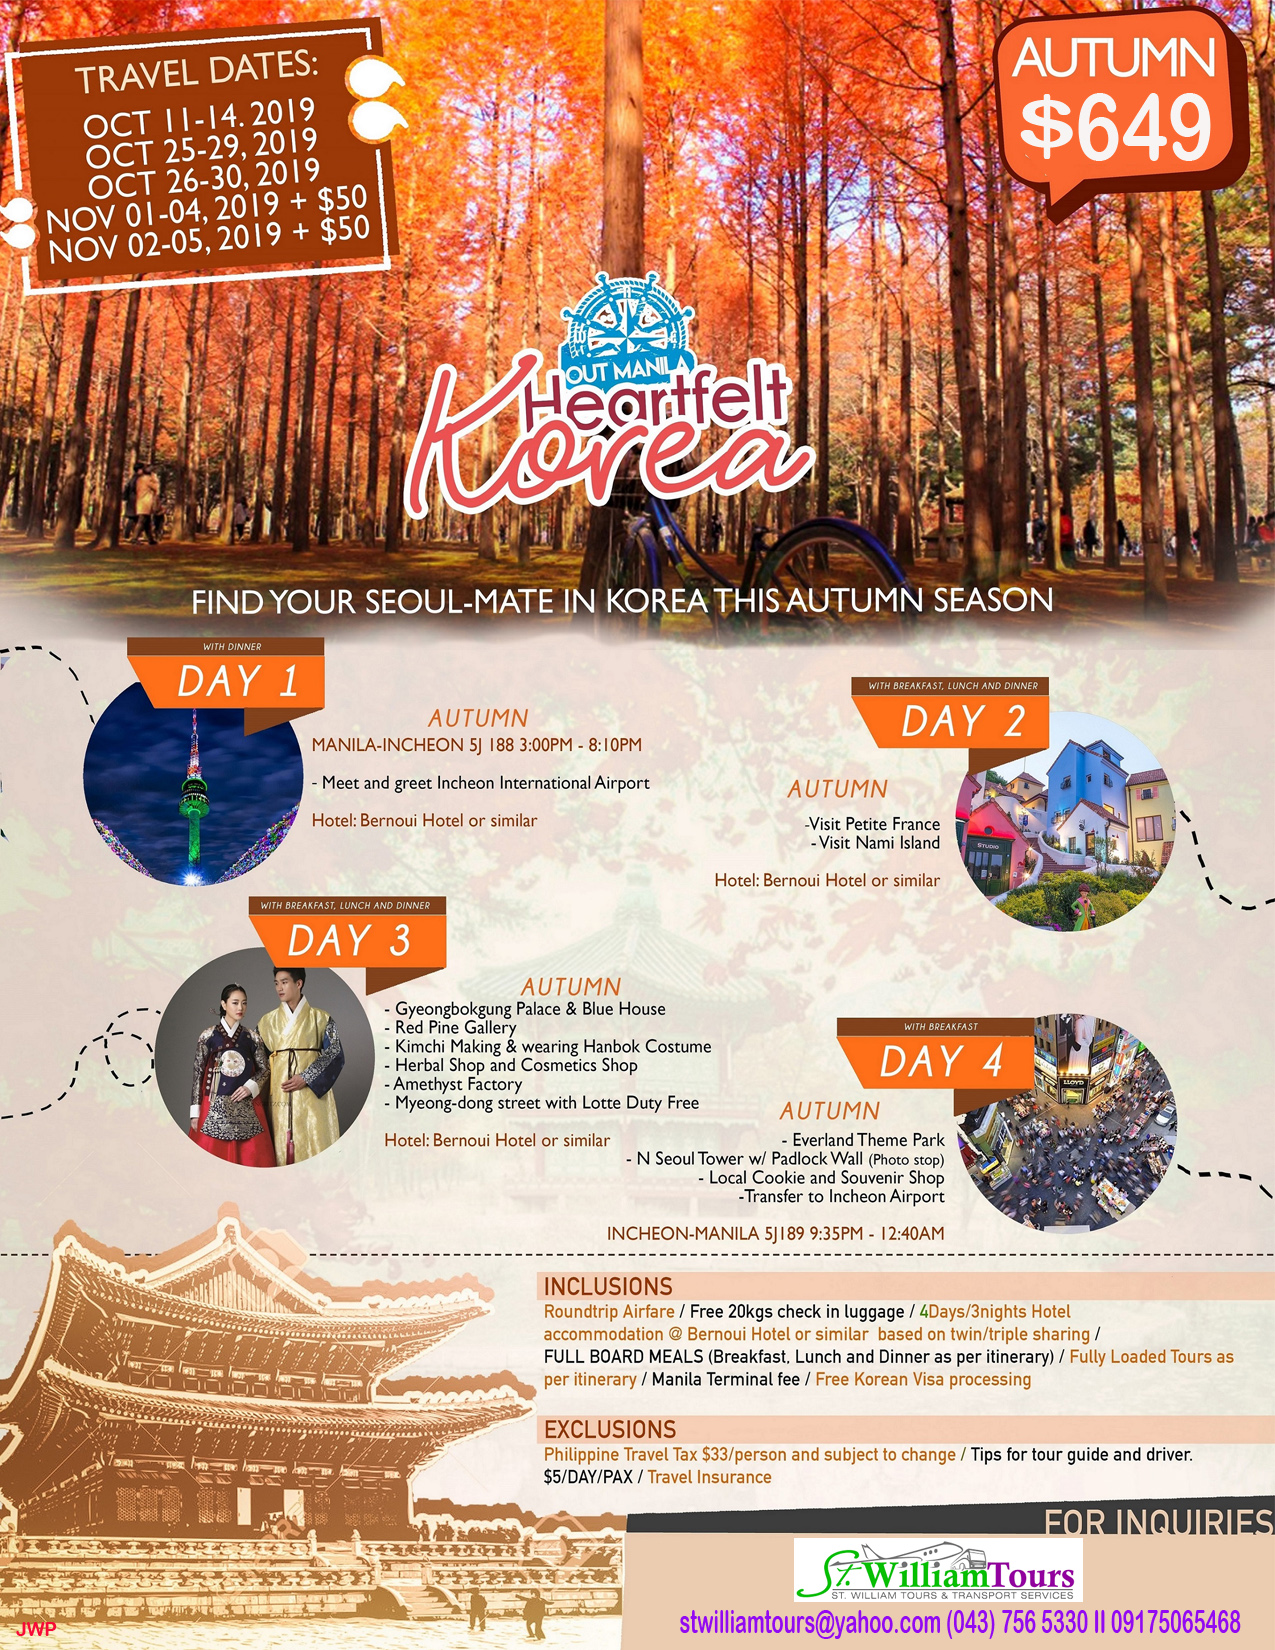 TRAVEL DATES:
OCT 11-14. 2019
OCT 25-29, 2019
OCT 26-30, 2019
NOV 01-04, 2019 + $50
NOV 02-05, 2019 + $50
AUTUMN
$649
OUT MANILA
Heartfelt
Korea
FIND YOUR SEOUL-MATE IN KOREA THIS AUTUMN SEASON
WITH DINNER
DAY 1
AUTUMN
MANILA-INCHEON 5J 188 3:00PM - 8:10PM
- Meet and greet Incheon International Airport
Hotel: Bernoui Hotel or similar
WITH BREAKFAST, LUNCH AND DINNER
DAY 2
AUTUMN
-Visit Petite France
- Visit Nami Island
Hotel: Bernoui Hotel or similar
STUDIO
WITH BREAKFAST, LUNCH AND DINNER
DAY 3
AUTUMN
- Gyeongbokgung Palace & Blue House
- Red Pine Gallery
- Kimchi Making & wearing Hanbok Costume
- Herbal Shop and Cosmetics Shop
- Amethyst Factory
- Myeong-dong street with Lotte Duty Free
Hotel: Bernoui Hotel or similar
WITH BREAKFAST
DAY 4
AUTUMN
- Everland Theme Park
- N Seoul Tower w/ Padlock Wall (Photo stop)
- Local Cookie and Souvenir Shop
-Transfer to Incheon Airport
INCHEON-MANILA 5J189 9:35PM - 12:40AM
LLOYD
INCLUSIONS
Roundtrip Airfare / Free 20kgs check in luggage / 4Days/3nights Hotel
accommodation @ Bernoui Hotel or similar based on twin/triple sharing /
FULL BOARD MEALS (Breakfast, Lunch and Dinner as per itinerary) / Fully Loaded Tours as
per itinerary / Manila Terminal fee / Free Korean Visa processing
EXCLUSIONS
Philippine Travel Tax $33/person and subject to change / Tips for tour guide and driver.
$5/DAY/PAX / Travel Insurance
FOR INQUIRIES
ST. WilliamTours
ST. WILLIAM TOURS & TRANSPORT SERVICES
stwilliamtours@yahoo.com (043) 756 5330 II 09175065468
JWP